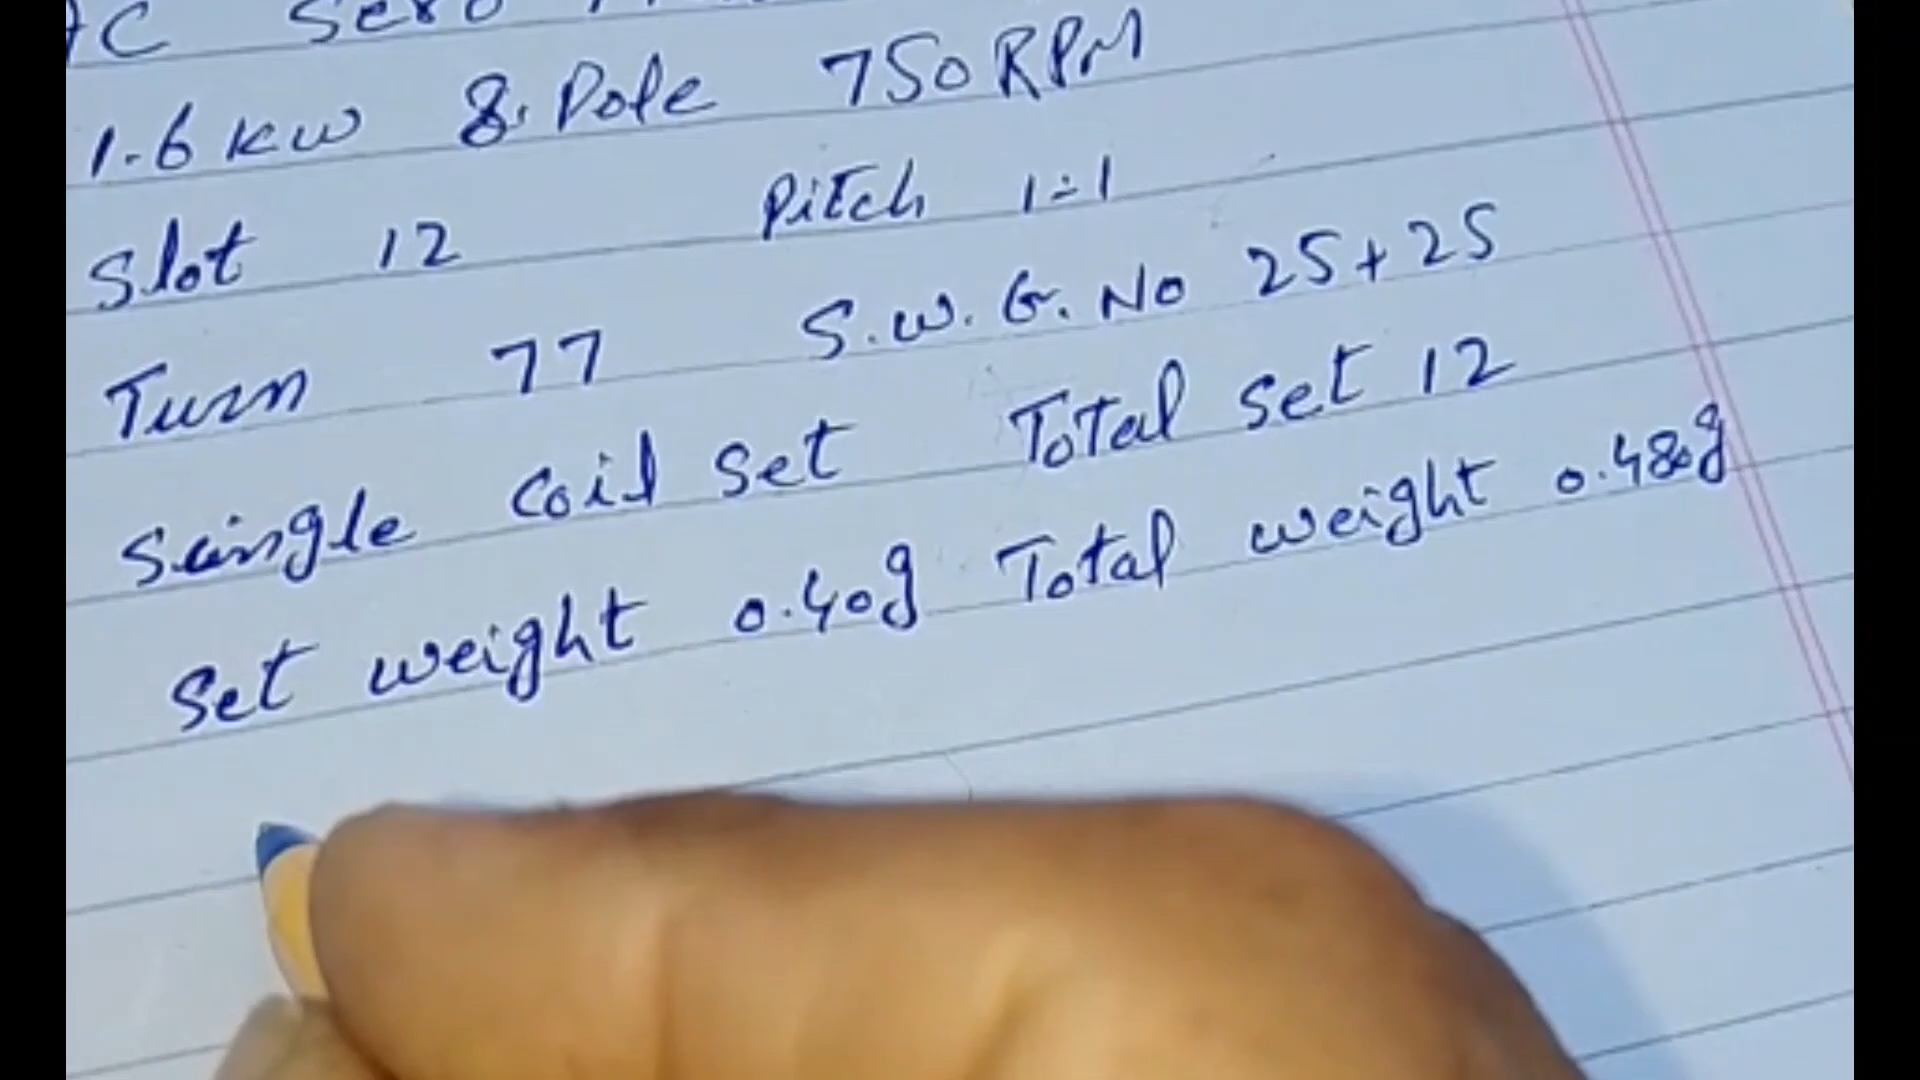 1.6 kw 8. Pole 750 RPM
Slot 12 Pitch 1÷1
Turn 77 S.W.G. No 25+25
Single Coil Set Total Set 12
Set weight 0.40g Total weight 0.480g